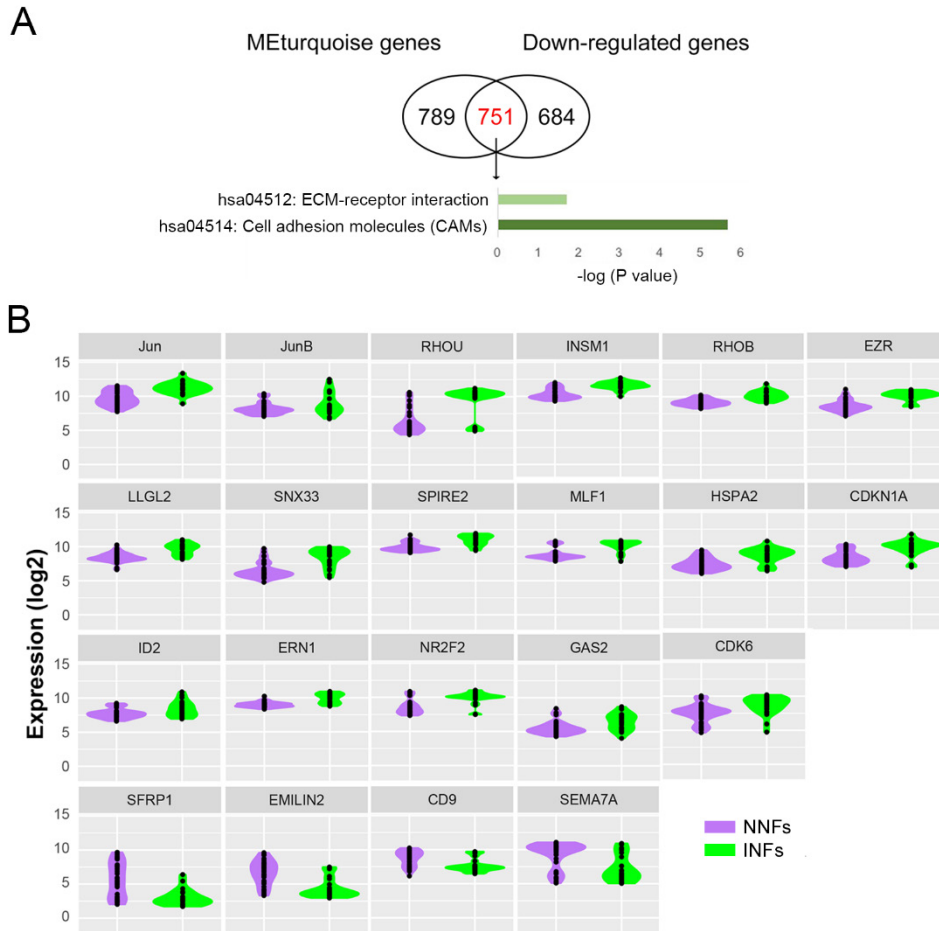 A
MEturquoise genes Down-regulated genes
789 751 684
hsa04512: ECM-receptor interaction
hsa04514: Cell adhesion molecules (CAMs)
0 1 2 3 4 5 6
-log (P value)
B
Jun JunB RHOU INSM1 RHOB EZR
15
10
5
0
LLGL2 SNX33 SPIRE2 MLF1 HSPA2 CDKN1A
15
10
5
0
Expression (log2)
ID2 ERN1 NR2F2 GAS2 CDK6
15
10
5
0
SFRP1 EMILIN2 CD9 SEMA7A
15
10
5
0
NNFs
INFs